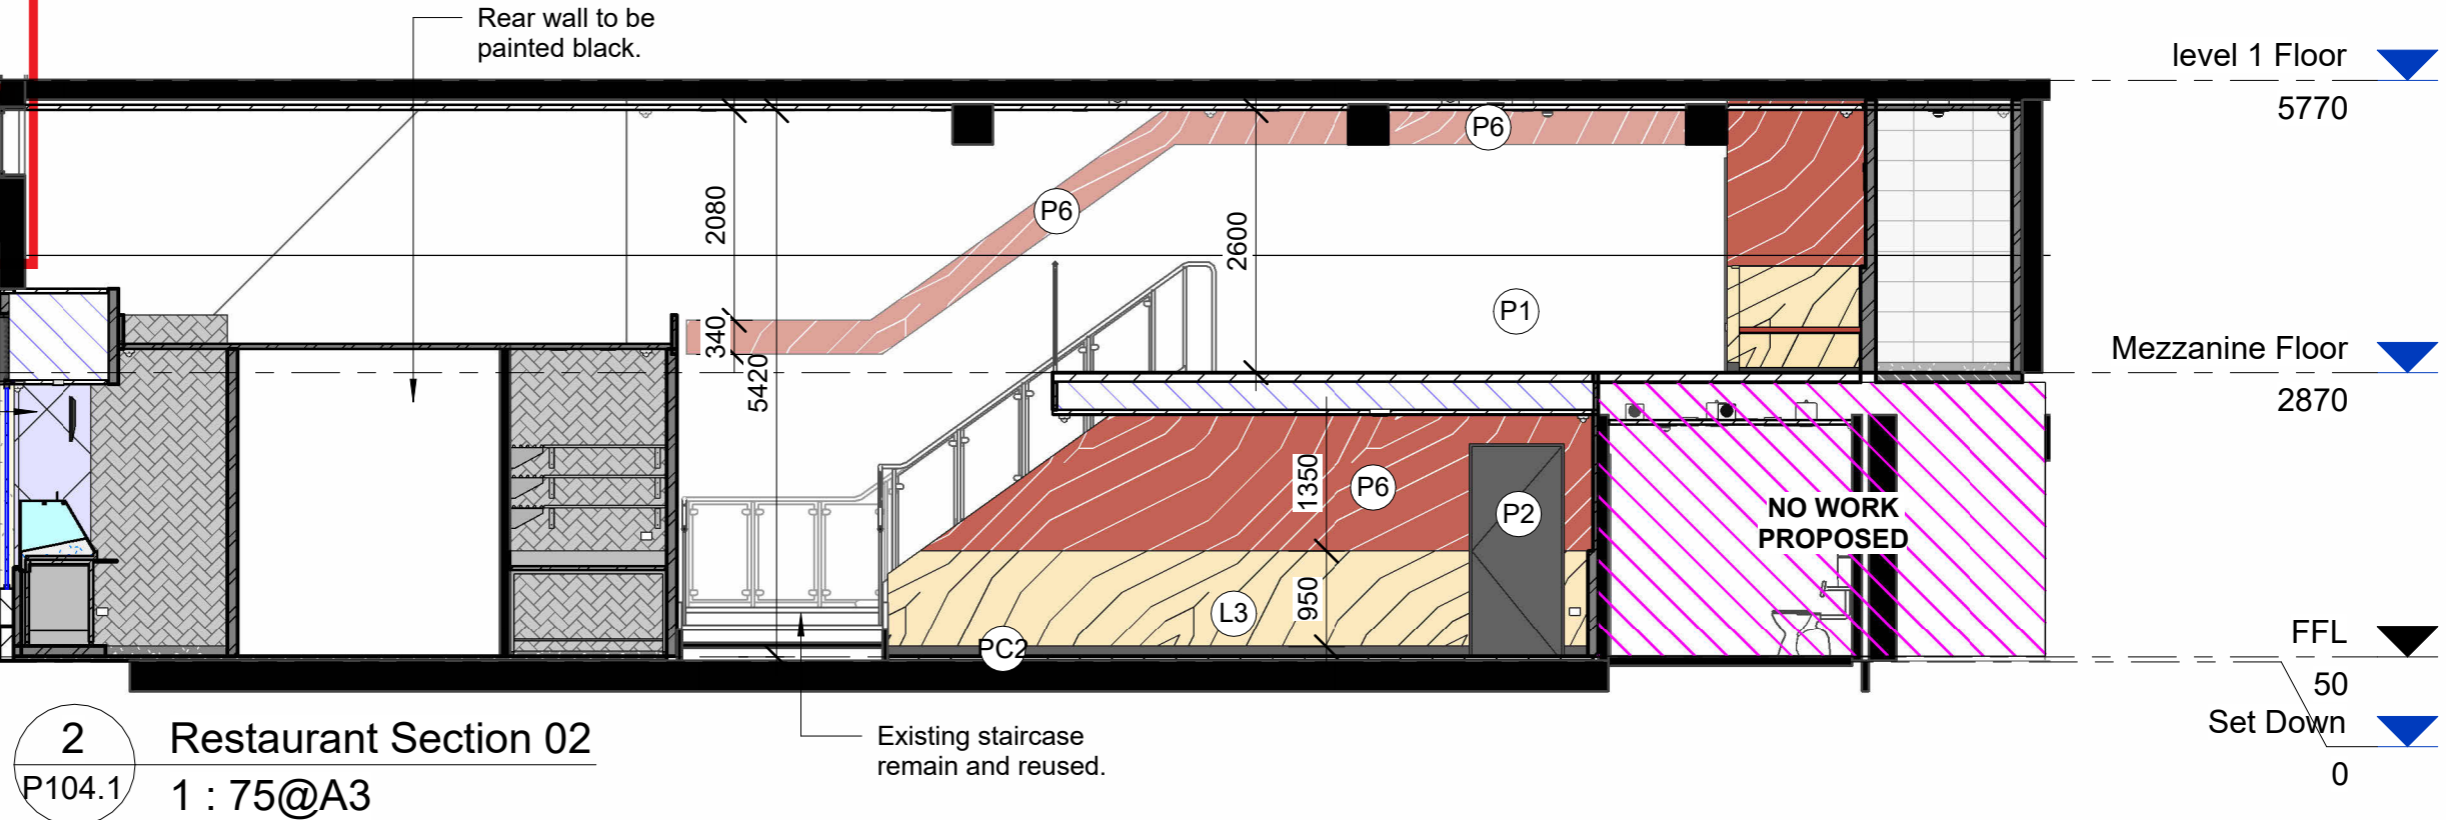 Rear wall to be
painted black.
level 1 Floor
5770
P6
P6
2080
2600
P1
340
5420
Mezzanine Floor
2870
1350
P6
P2
NO WORK
PROPOSED
950
L3
PC2
FFL
50
Set Down
0
2
P104.1
Restaurant Section 02
1 : 75@A3
Existing staircase
remain and reused.